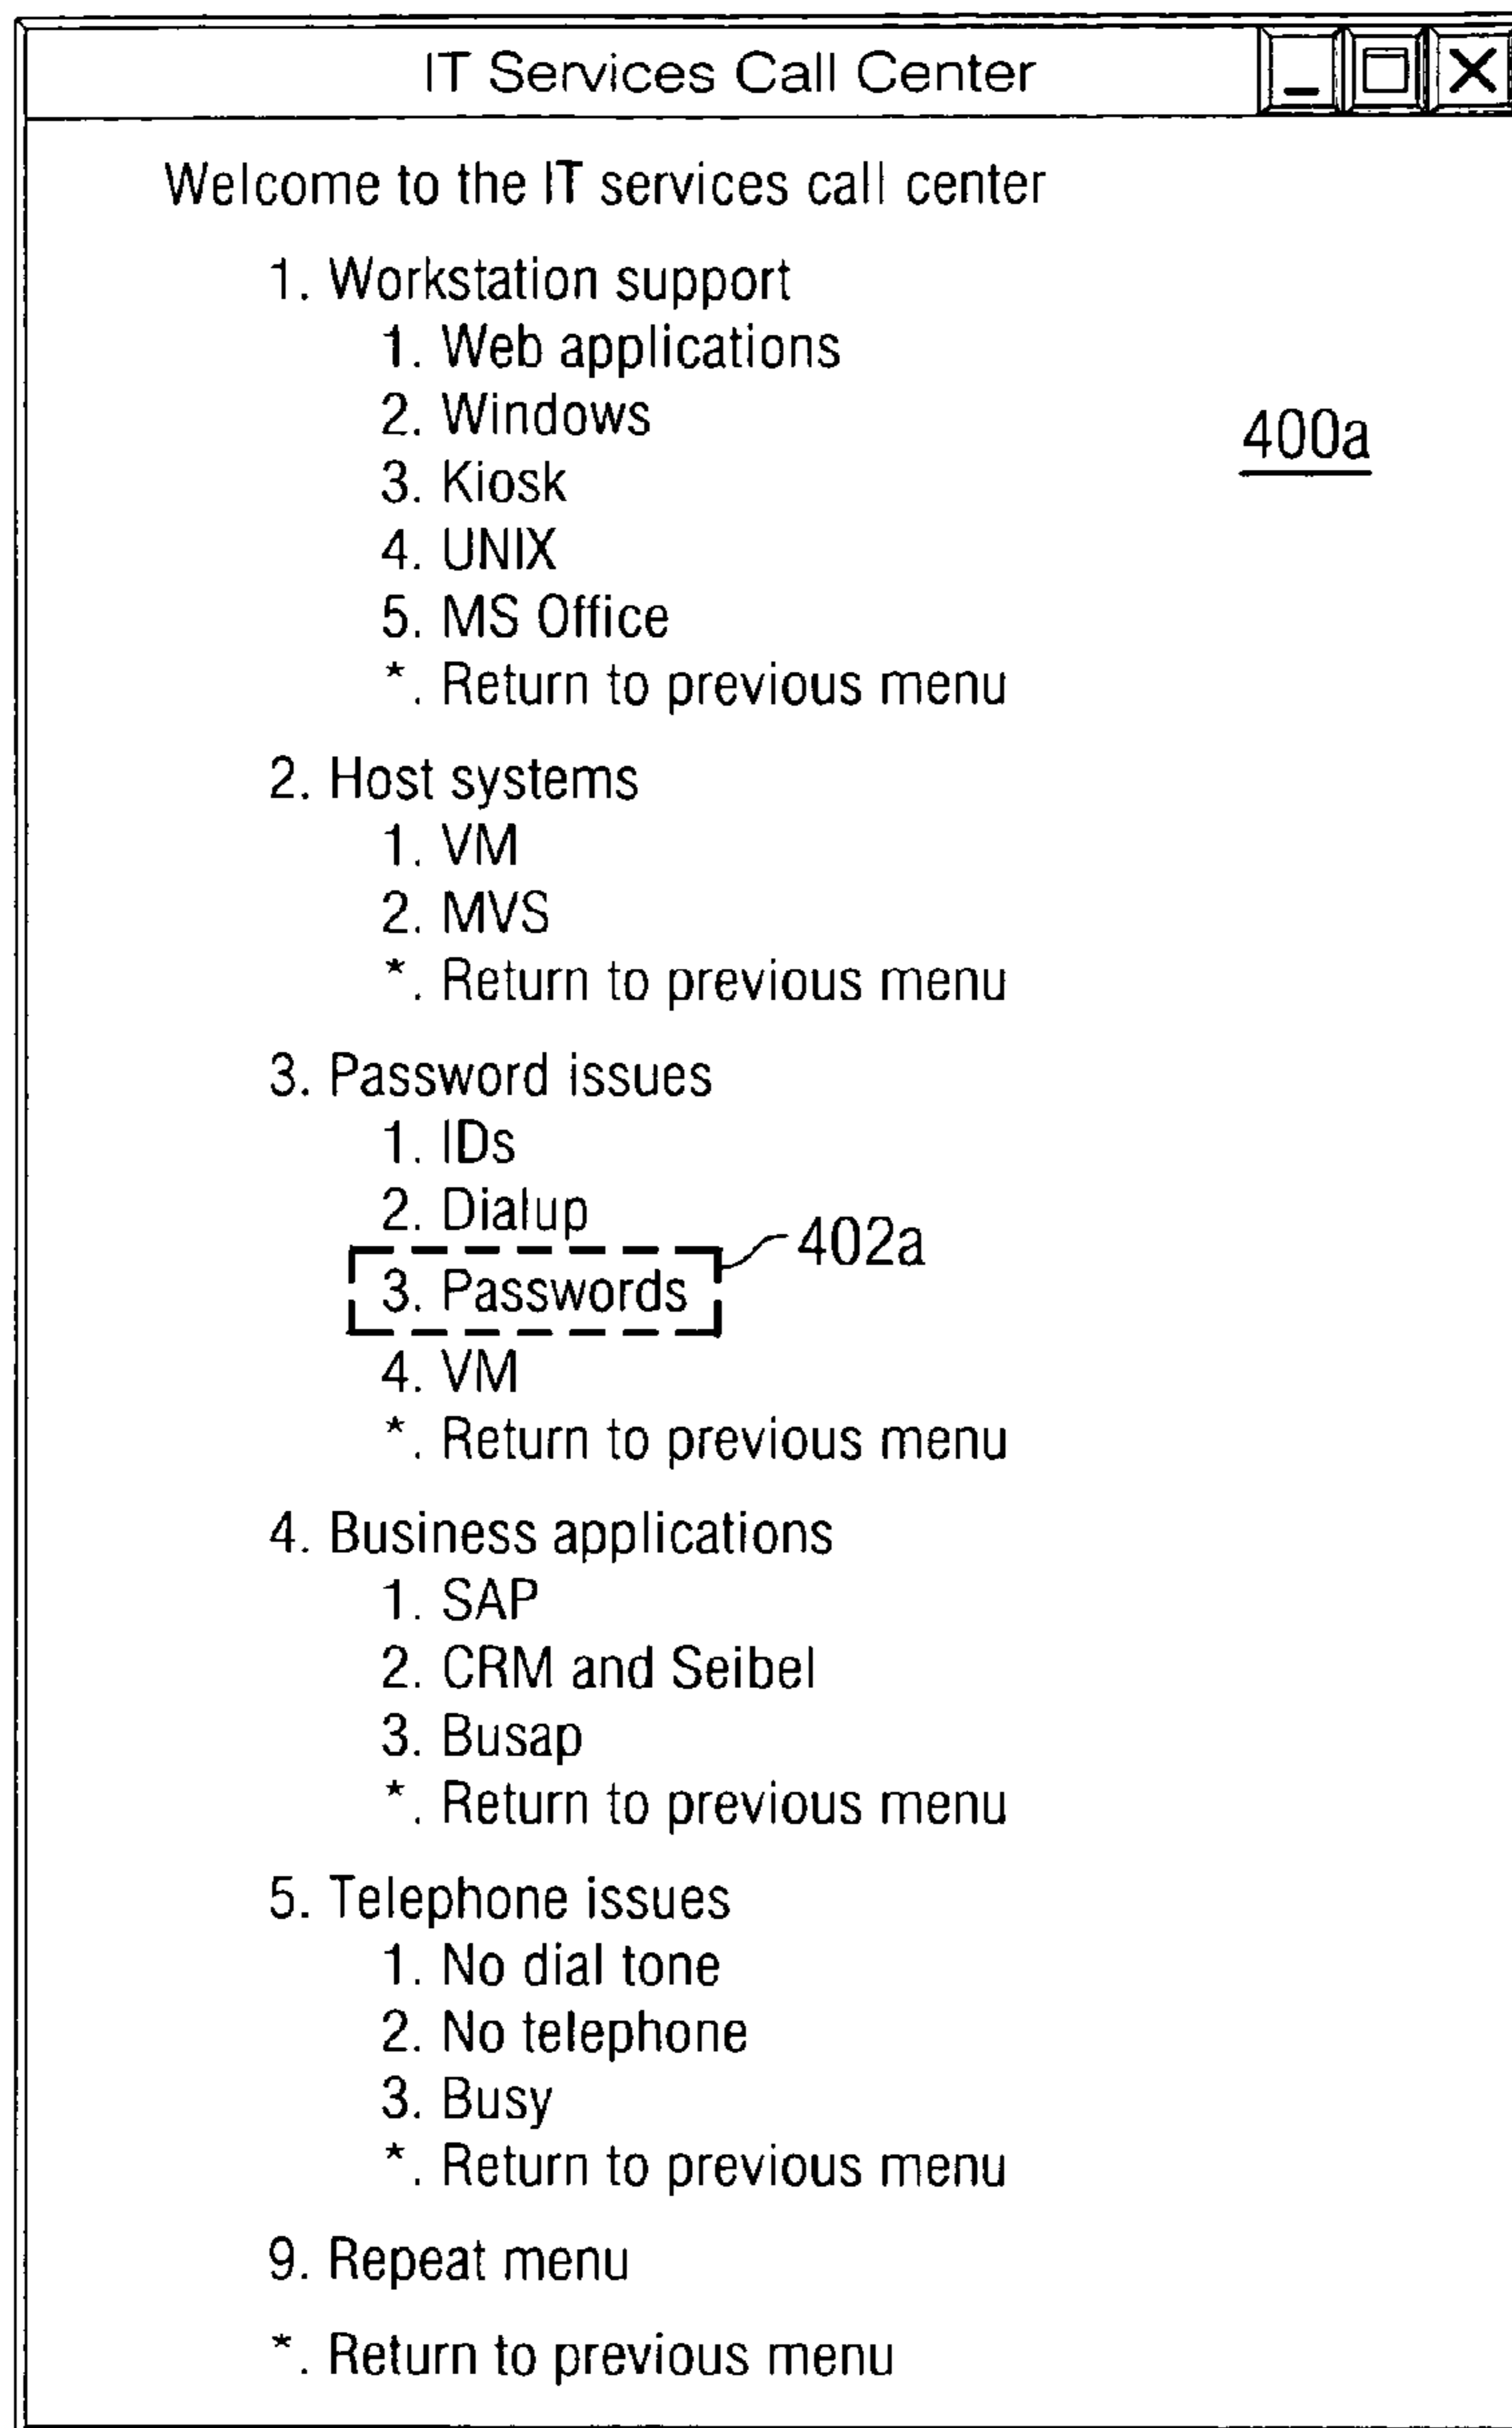 IT Services Call Center
Welcome to the IT services call center
1. Workstation support
1. Web applications
2. Windows
400a
3. Kiosk
4. UNIX
5. MS Office
*. Return to previous menu
2. Host systems
1. VM
2. MVS
*. Return to previous menu
3. Password issues
1. IDs
2. Dialup
402a
3. Passwords
4. VM
*. Return to previous menu
4. Business applications
1. SAP
2. CRM and Seibel
3. Busap
*. Return to previous menu
5. Telephone issues
1. No dial tone
2. No telephone
3. Busy
*. Return to previous menu
9. Repeat menu
*. Return to previous menu